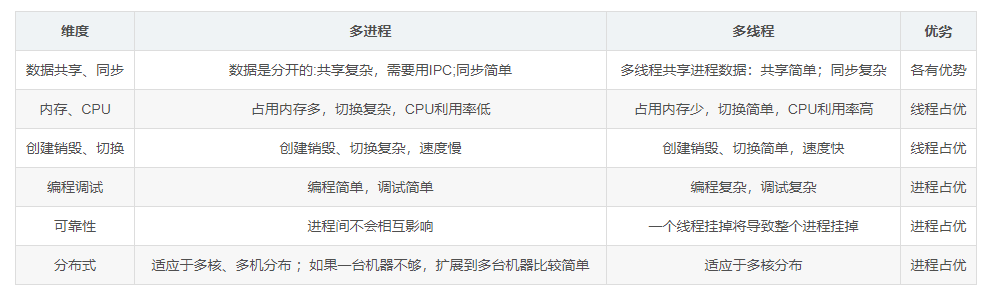 维度 多进程 多线程 优劣
数据共享、同步 数据是分开的:共享复杂，需要用IPC;同步简单 多线程共享进程数据：共享简单；同步复杂 各有优势
内存、CPU 占用内存多，切换复杂，CPU利用率低 占用内存少，切换简单，CPU利用率高 线程占优
创建销毁、切换 创建销毁、切换复杂，速度慢 创建销毁、切换简单，速度快 线程占优
编程调试 编程简单，调试简单 编程复杂，调试复杂 进程占优
可靠性 进程间不会相互影响 一个线程挂掉将导致整个进程挂掉 进程占优
分布式 适应于多核、多机分布 ；如果一台机器不够，扩展到多台机器比较简单 适应于多核分布 进程占优